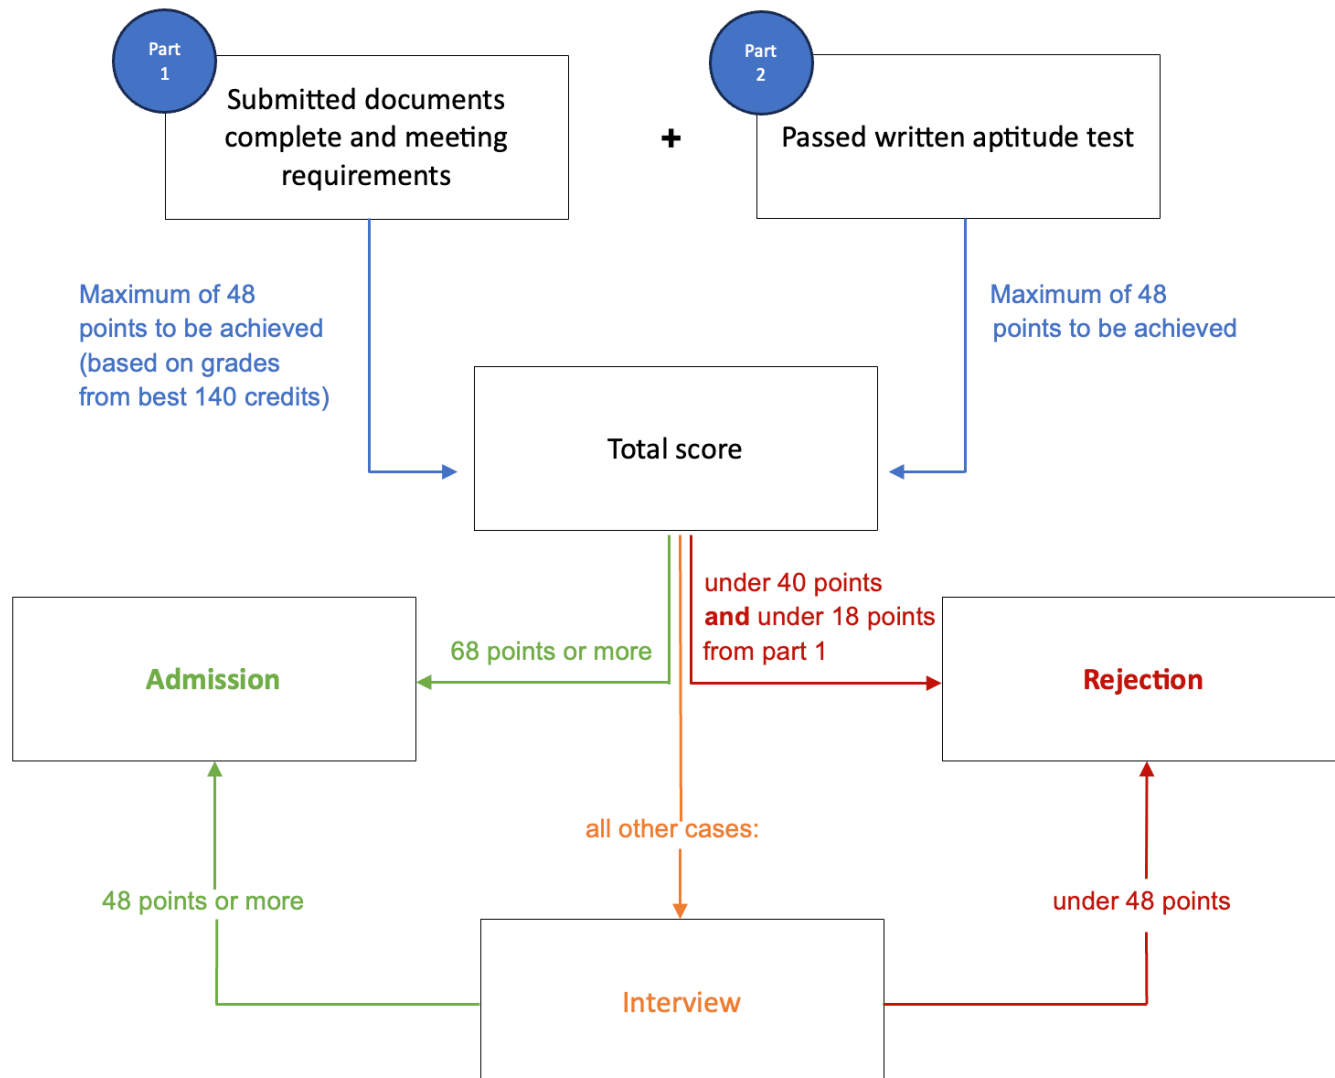 Part
1
Submitted documents
complete and meeting
requirements
+
Part
2
Passed written aptitude test
Maximum of 48
points to be achieved
(based on grades
from best 140 credits)
Maximum of 48
points to be achieved
Total score
68 points or more
under 40 points
and under 18 points
from part 1
Admission
Rejection
all other cases:
48 points or more
under 48 points
Interview